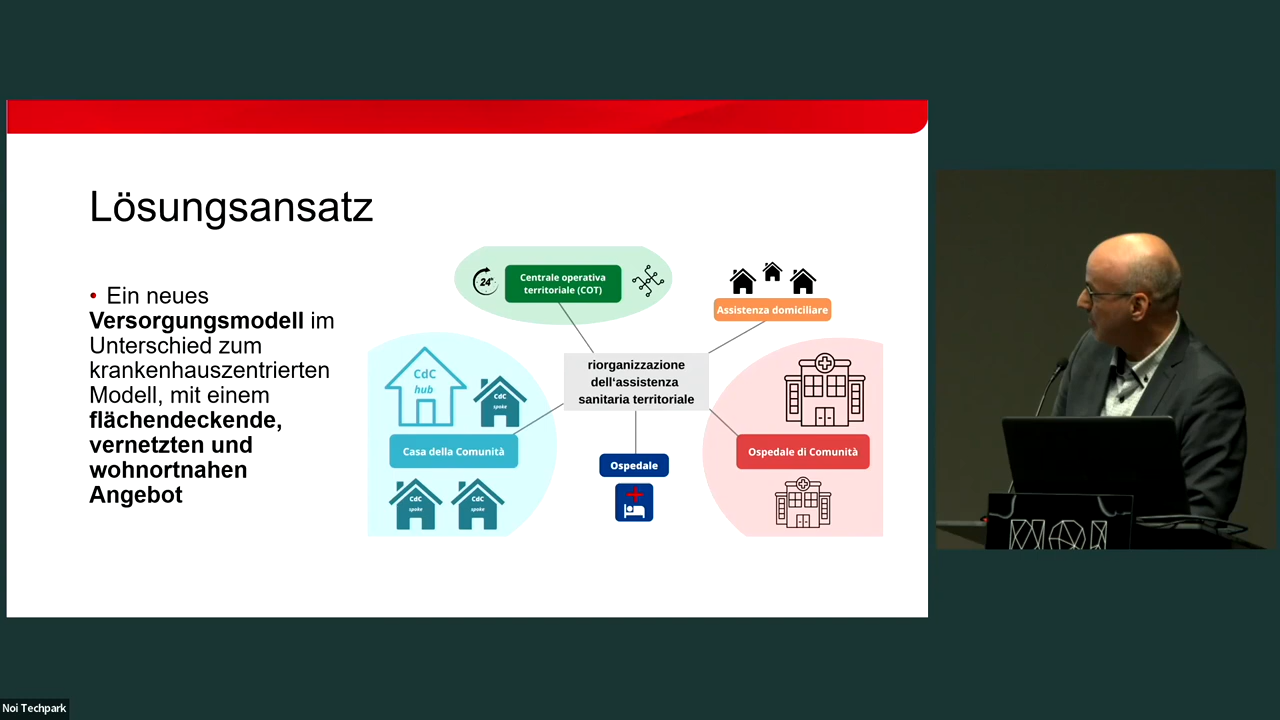 Lösungsansatz
• Ein neues
Versorgungsmodell im
Unterschied zum
krankenhauszentrierten
Modell, mit einem
flächendeckende,
vernetzten und
wohnortnahen
Angebot
24h
Centrale operativa
territoriale (COT)
Assistenza domiciliare
riorganizzazione
dell'assistenza
sanitaria territoriale
CdC
hub
CdC
spoke
Casa della Comunità
CdC
spoke
CdC
spoke
Ospedale
Ospedale di Comunità
NOI
Noi Techpark